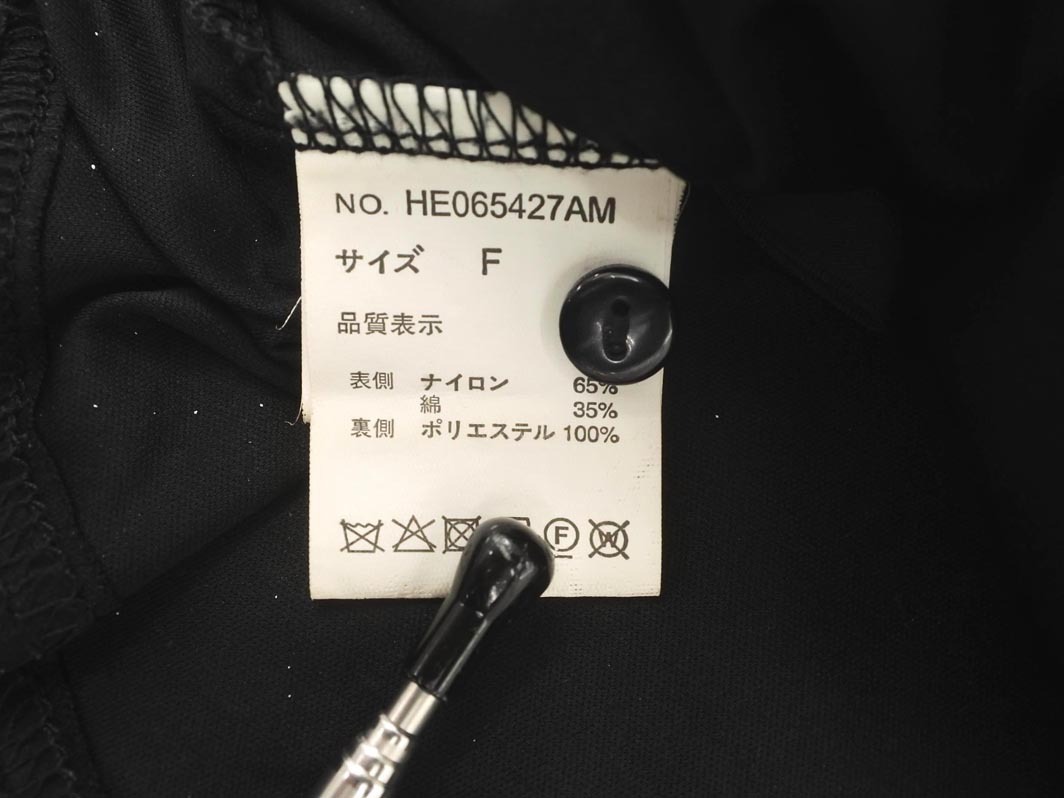 NO. HE065427AM
サイズ F
品質表示
表側 ナイロン 65%
綿 35%
裏側 ポリエステル 100%
F W